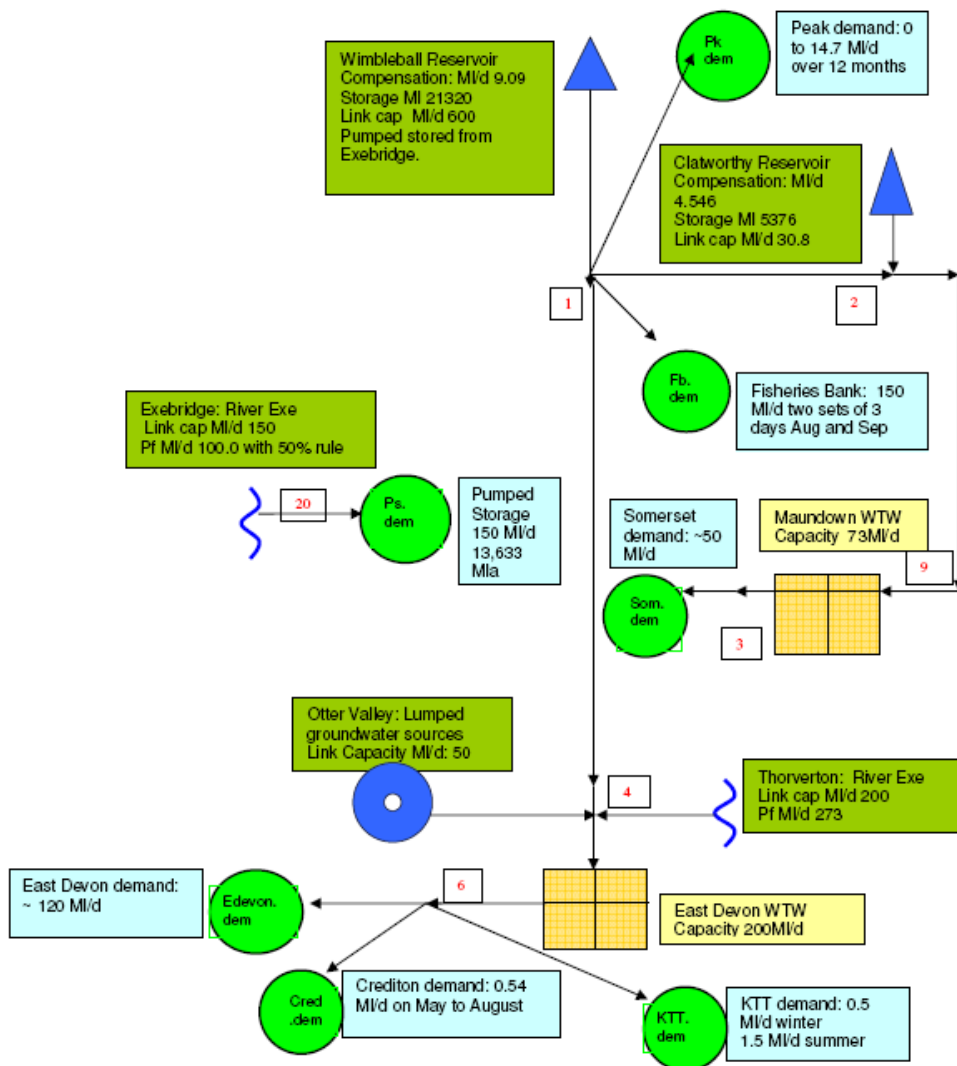 Wimbleball Reservoir
Compensation: Ml/d 9.09
Storage Ml 21320
Link cap Ml/d 600
Pumped stored from
Exebridge.
Pk
dem
Peak demand: 0
to 14.7 Ml/d
over 12 months
Clatworthy Reservoir
Compensation: Ml/d
4.546
Storage Ml 5376
Link cap Ml/d 30.8
1
2
Fb.
dem
Fisheries Bank: 150
Ml/d two sets of 3
days Aug and Sep
Exebridge: River Exe
Link cap Ml/d 150
Pf Ml/d 100.0 with 50% rule
20
Ps.
dem
Pumped
Storage
150 Ml/d
13,633
Mla
Somerset
demand: ~50
Ml/d
Maundown WTW
Capacity 73Ml/d
9
Som.
dem
3
Otter Valley: Lumped
groundwater sources
Link Capacity Ml/d: 50
4
Thorverton: River Exe
Link cap Ml/d 200
Pf Ml/d 273
East Devon demand:
~ 120 Ml/d
Edevon.
dem
6
East Devon WTW
Capacity 200Ml/d
Cred
.dem
Crediton demand: 0.54
Ml/d on May to August
KTT.
dem
KTT demand: 0.5
Ml/d winter
1.5 Ml/d summer